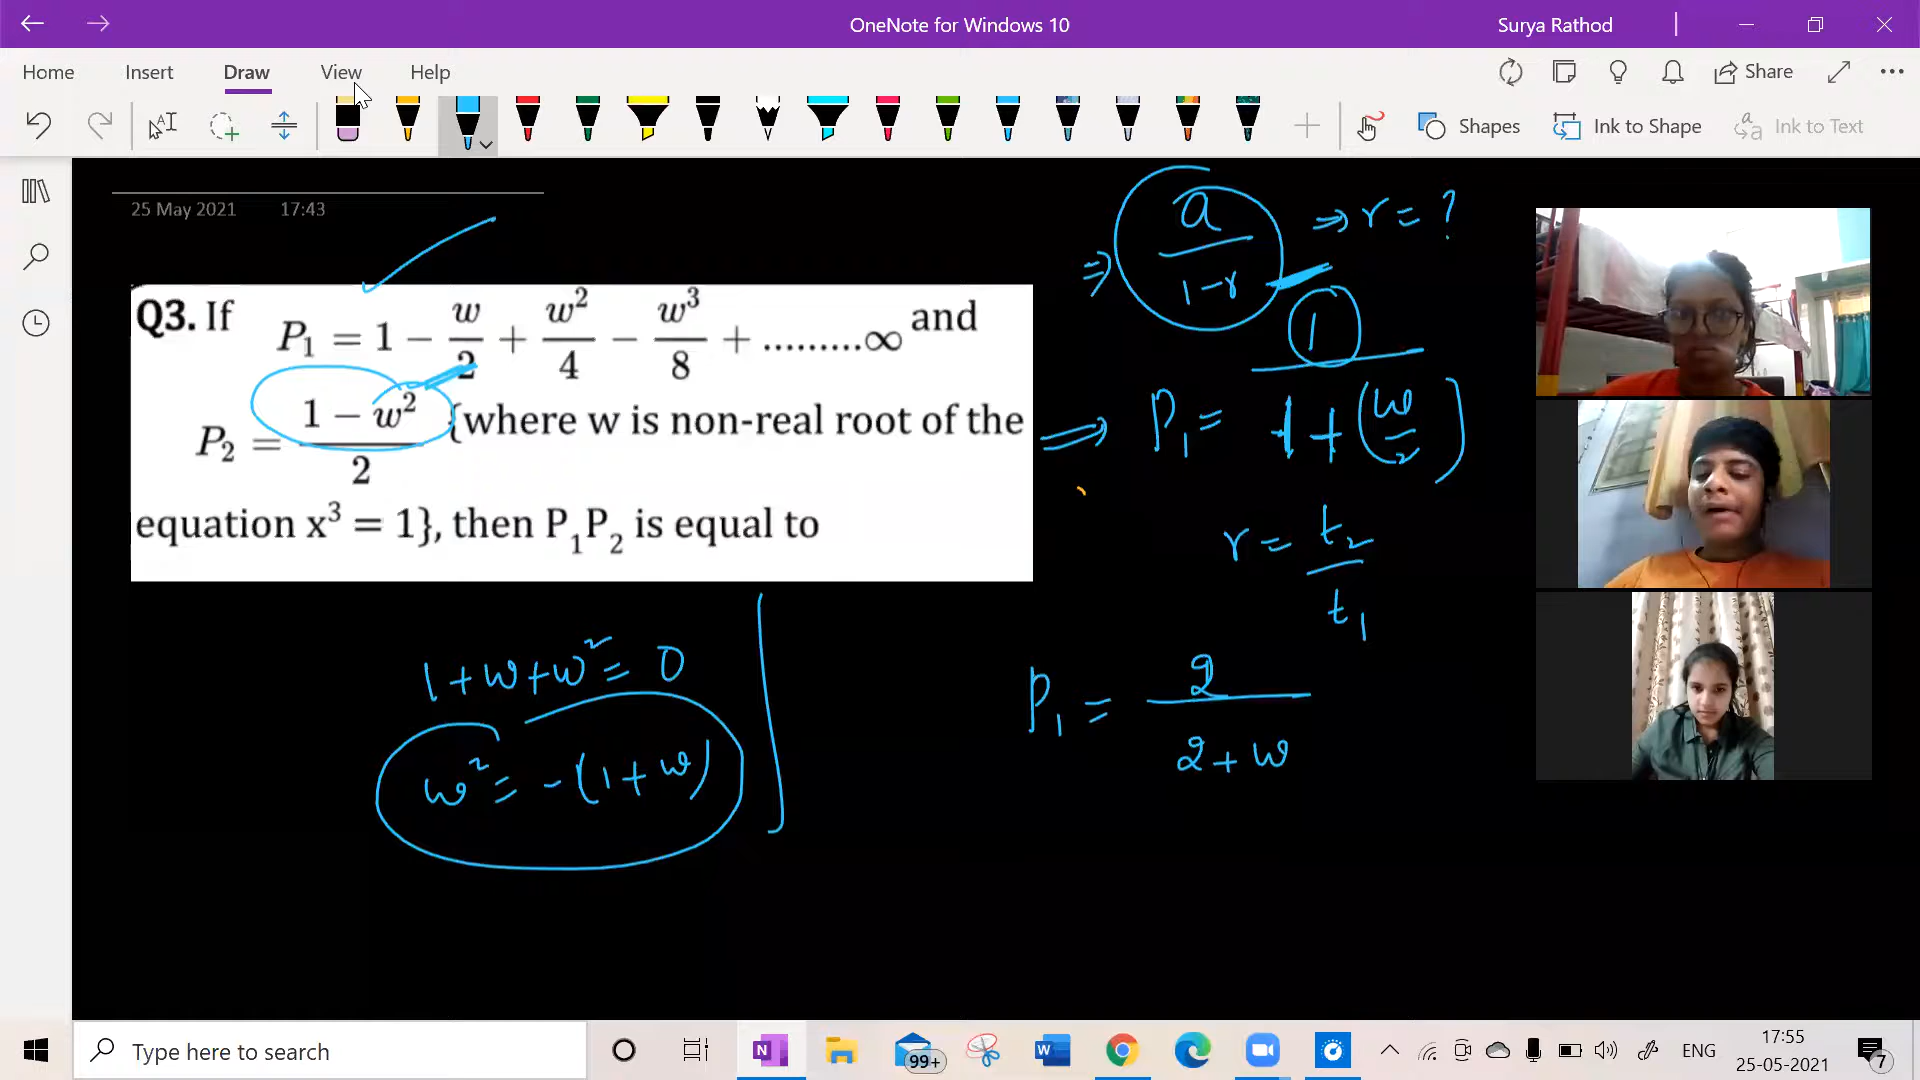 OneNote for Windows 10
Surya Rathod
Home Insert Draw View Help
Share
Shapes Ink to Shape Ink to Text
25 May 2021 17:43
Q3. If P₁ = 1 − w/2 + w²/4 − w³/8 + .........∞ and
P₂ = (1 − w²)/2 {where w is non-real root of the
equation x³ = 1}, then P₁P₂ is equal to
⇒ a/(1−r) ⇒ r = ?
⇒ P₁ = 1/(1+(w/2))
r = t₂/t₁
1+w+w² = 0
w² = −(1+w)
P₁ = 2/(2+w)
Type here to search
99+
ENG
17:55
25-05-2021
7